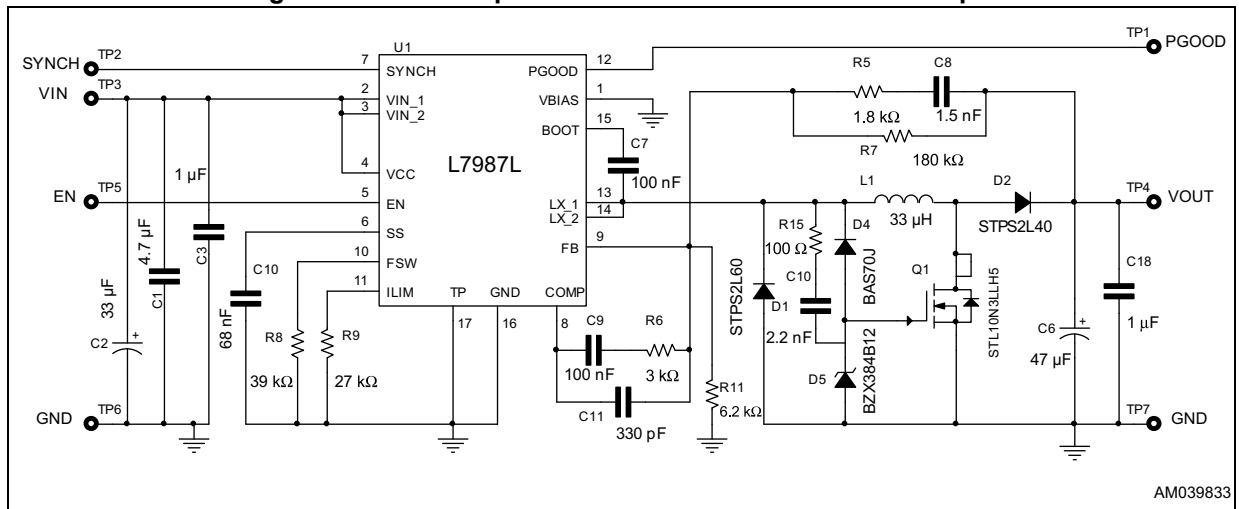 TP1
PGOOD
SYNCH
TP2
VIN
TP3
EN
TP5
GND
TP6
U1
L7987L
7
SYNCH
2
VIN_1
3
VIN_2
4
VCC
5
EN
6
SS
10
FSW
11
ILIM
TP
17
GND
16
COMP
8
PGOOD
12
VBIAS
1
BOOT
15
LX_1
13
LX_2
14
FB
9
33 µF
C2
+
4.7 µF
C1
1 µF
C3
C10
68 nF
R8
39 kΩ
R9
27 kΩ
C7
100 nF
C9
100 nF
R6
3 kΩ
C11
330 pF
R11
6.2 kΩ
R5
1.8 kΩ
C8
1.5 nF
R7
180 kΩ
L1
33 µH
D2
STPS2L40
STPS2L60
D1
R15
100 Ω
C10
2.2 nF
D4
BAS70J
D5
BZX384B12
Q1
STL10N3LLH5
C6
+
47 µF
C18
1 µF
TP4
VOUT
TP7
GND
AM039833